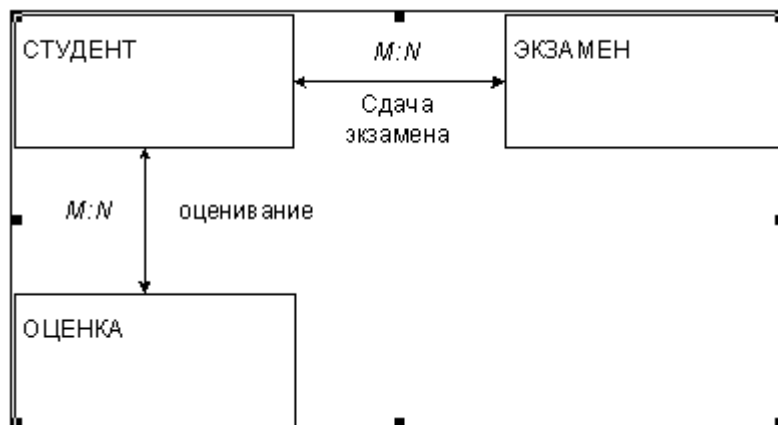 СТУДЕНТ
M:N
ЭКЗАМЕН
Сдача
экзамена
M:N
оценивание
ОЦЕНКА